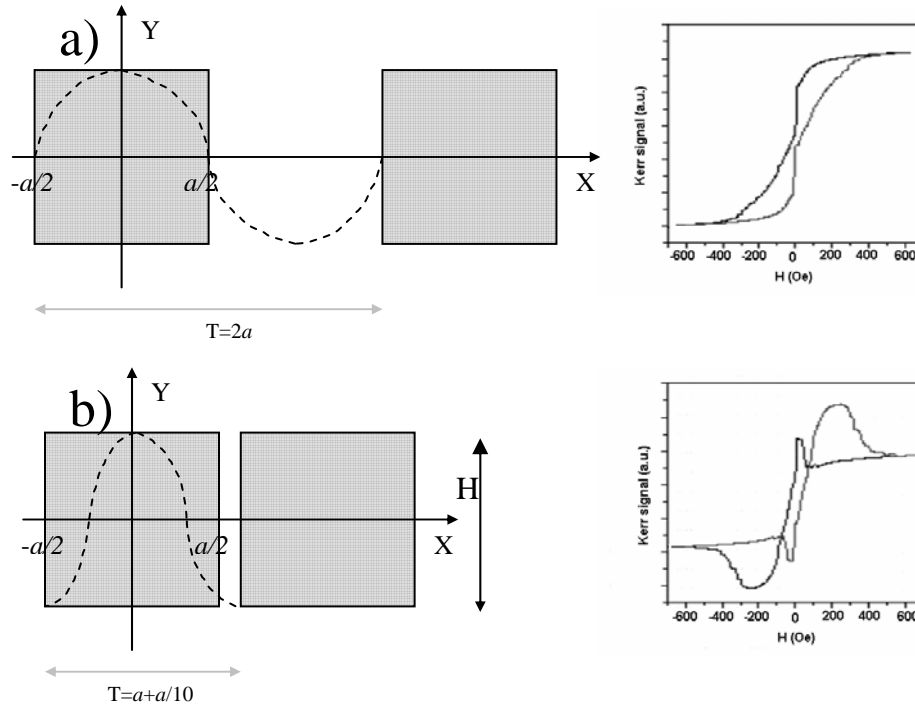 a)
Y
-a/2
a/2
X
T=2a
Kerr signal (a.u.)
-600 -400 -200 0 200 400 600
H (Oe)
b)
Y
H
-a/2
a/2
X
T=a+a/10
Kerr signal (a.u.)
-600 -400 -200 0 200 400 600
H (Oe)